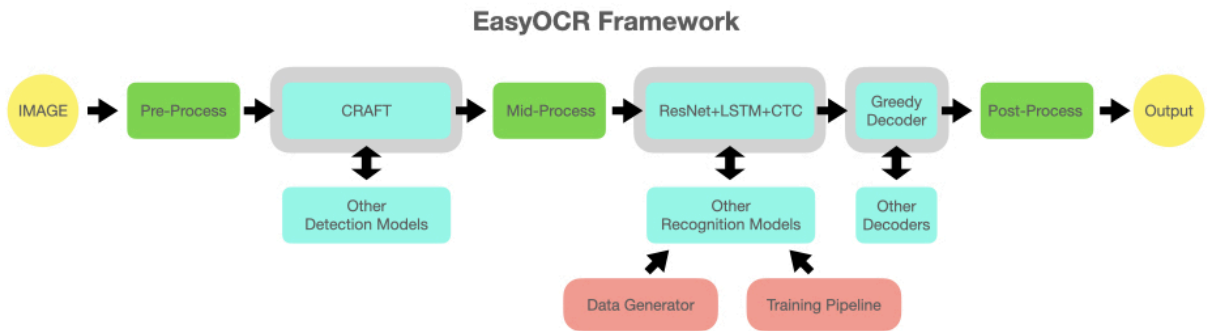 EasyOCR Framework
IMAGE
Pre-Process
CRAFT
Mid-Process
ResNet+LSTM+CTC
Greedy
Decoder
Post-Process
Output
Other
Detection Models
Other
Recognition Models
Other
Decoders
Data Generator
Training Pipeline